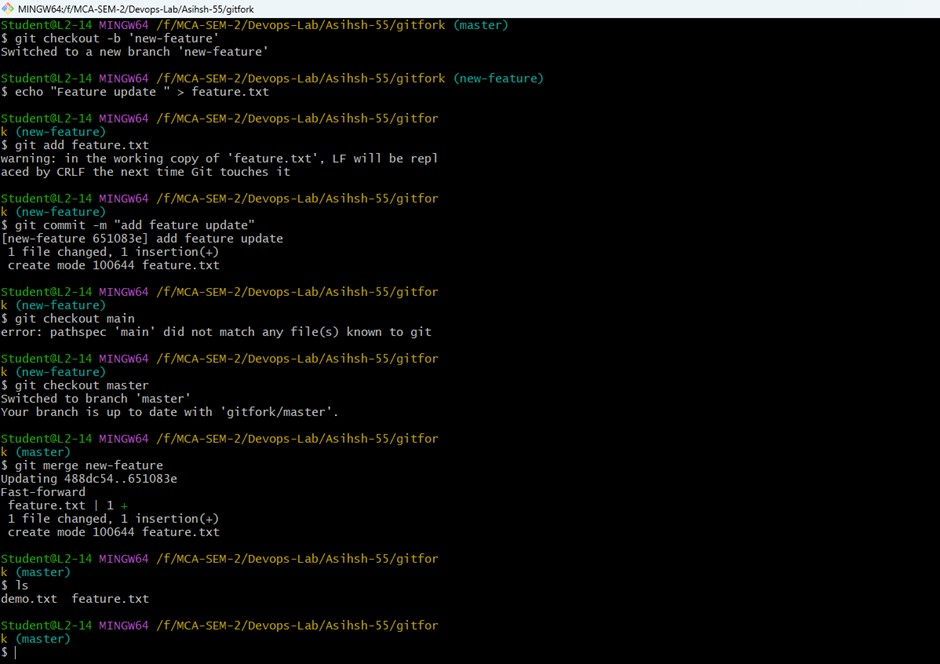 MINGW64:/f/MCA-SEM-2/Devops-Lab/Asihsh-55/gitfork
Student@L2-14 MINGW64 /f/MCA-SEM-2/Devops-Lab/Asihsh-55/gitfork (master)
$ git checkout -b 'new-feature'
Switched to a new branch 'new-feature'
Student@L2-14 MINGW64 /f/MCA-SEM-2/Devops-Lab/Asihsh-55/gitfork (new-feature)
$ echo "Feature update " > feature.txt
Student@L2-14 MINGW64 /f/MCA-SEM-2/Devops-Lab/Asihsh-55/gitfor
k (new-feature)
$ git add feature.txt
warning: in the working copy of 'feature.txt', LF will be repl
aced by CRLF the next time Git touches it
Student@L2-14 MINGW64 /f/MCA-SEM-2/Devops-Lab/Asihsh-55/gitfor
k (new-feature)
$ git commit -m "add feature update"
[new-feature 651083e] add feature update
 1 file changed, 1 insertion(+)
 create mode 100644 feature.txt
Student@L2-14 MINGW64 /f/MCA-SEM-2/Devops-Lab/Asihsh-55/gitfor
k (new-feature)
$ git checkout main
error: pathspec 'main' did not match any file(s) known to git
Student@L2-14 MINGW64 /f/MCA-SEM-2/Devops-Lab/Asihsh-55/gitfor
k (new-feature)
$ git checkout master
Switched to branch 'master'
Your branch is up to date with 'gitfork/master'.
Student@L2-14 MINGW64 /f/MCA-SEM-2/Devops-Lab/Asihsh-55/gitfor
k (master)
$ git merge new-feature
Updating 488dc54..651083e
Fast-forward
 feature.txt | 1 +
 1 file changed, 1 insertion(+)
 create mode 100644 feature.txt
Student@L2-14 MINGW64 /f/MCA-SEM-2/Devops-Lab/Asihsh-55/gitfor
k (master)
$ ls
demo.txt  feature.txt
Student@L2-14 MINGW64 /f/MCA-SEM-2/Devops-Lab/Asihsh-55/gitfor
k (master)
$